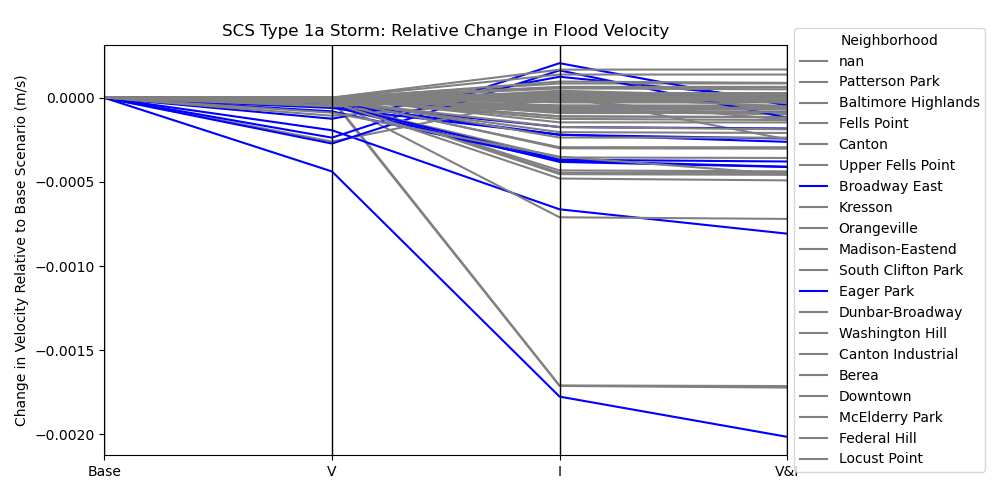 SCS Type 1a Storm: Relative Change in Flood Velocity
Change in Velocity Relative to Base Scenario (m/s)
0.0000
−0.0005
−0.0010
−0.0015
−0.0020
Base
V
I
V&I
Neighborhood
nan
Patterson Park
Baltimore Highlands
Fells Point
Canton
Upper Fells Point
Broadway East
Kresson
Orangeville
Madison-Eastend
South Clifton Park
Eager Park
Dunbar-Broadway
Washington Hill
Canton Industrial
Berea
Downtown
McElderry Park
Federal Hill
Locust Point